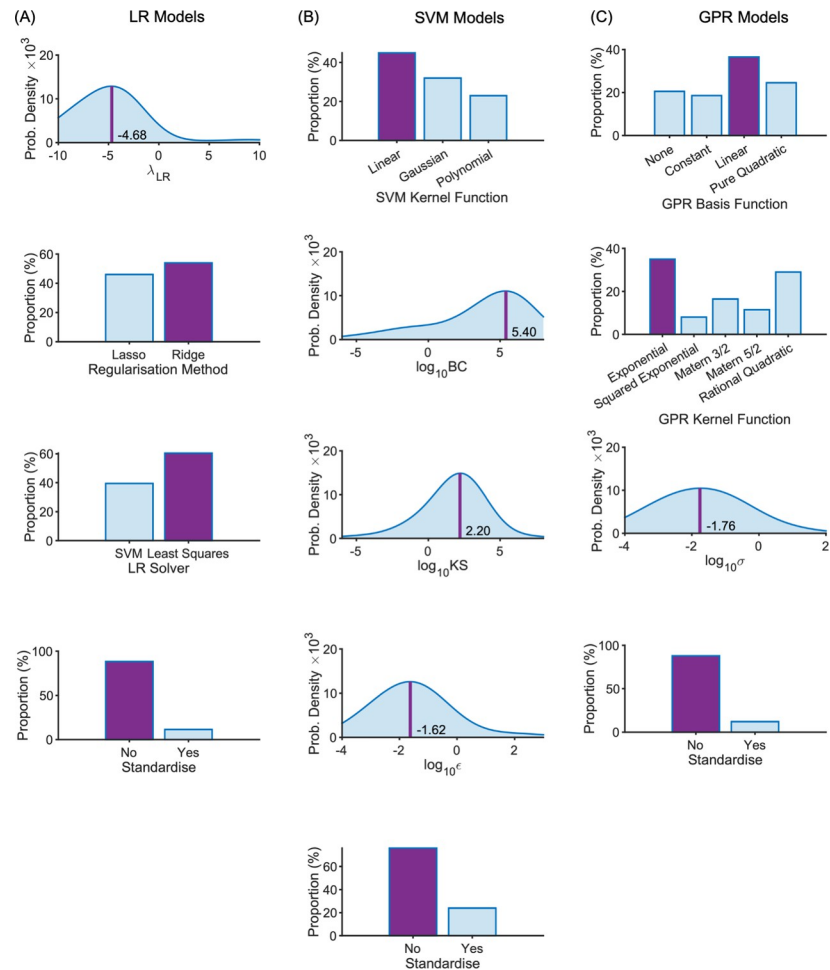 (A) LR Models
Prob. Density ×10³
20
10
0
-4.68
-10 -5 0 5 10
λLR
Proportion (%)
60
40
20
0
Lasso Ridge
Regularisation Method
Proportion (%)
60
40
20
0
SVM Least Squares
LR Solver
Proportion (%)
100
50
0
No Yes
Standardise
(B) SVM Models
Proportion (%)
40
20
0
Linear Gaussian Polynomial
SVM Kernel Function
Prob. Density ×10³
20
10
0
5.40
-5 0 5
log₁₀BC
Prob. Density ×10³
20
10
0
2.20
-5 0 5
log₁₀KS
Prob. Density ×10³
20
10
0
-1.62
-4 -2 0 2
log₁₀ϵ
Proportion (%)
60
40
20
0
No Yes
Standardise
(C) GPR Models
Proportion (%)
40
20
0
None Constant Linear Pure Quadratic
GPR Basis Function
Proportion (%)
40
20
0
Exponential Squared Exponential Matern 3/2 Matern 5/2 Rational Quadratic
GPR Kernel Function
Prob. Density ×10³
20
10
0
-1.76
-4 -2 0 2
log₁₀σ
Proportion (%)
100
50
0
No Yes
Standardise